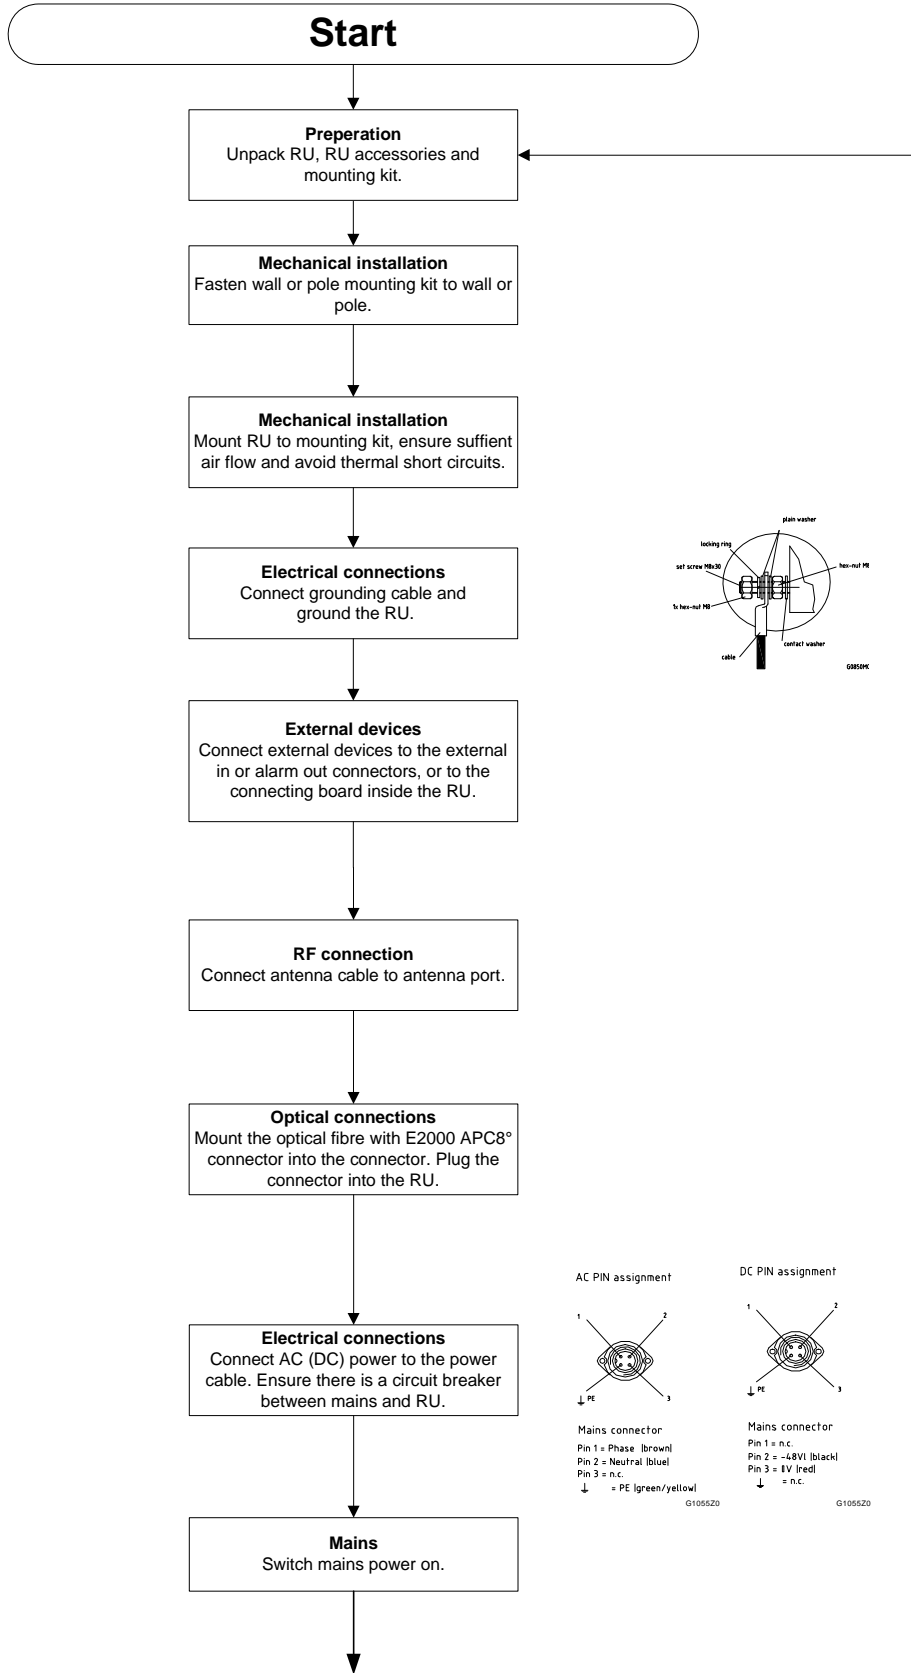 Start
Preperation
Unpack RU, RU accessories and
mounting kit.
Mechanical installation
Fasten wall or pole mounting kit to wall or
pole.
Mechanical installation
Mount RU to mounting kit, ensure suffient
air flow and avoid thermal short circuits.
Electrical connections
Connect grounding cable and
ground the RU.
plain washer
locking ring
set screw M8x30
hex-nut M8
1x hex-nut M8
contact washer
cable
G0850MC
External devices
Connect external devices to the external
in or alarm out connectors, or to the
connecting board inside the RU.
RF connection
Connect antenna cable to antenna port.
Optical connections
Mount the optical fibre with E2000 APC8°
connector into the connector. Plug the
connector into the RU.
Electrical connections
Connect AC (DC) power to the power
cable. Ensure there is a circuit breaker
between mains and RU.
AC PIN assignment
1
2
PE
3
Mains connector
Pin 1 = Phase |brown|
Pin 2 = Neutral |blue|
Pin 3 = n.c.
= PE |green/yellow|
G1055Z0
DC PIN assignment
1
2
PE
3
Mains connector
Pin 1 = n.c.
Pin 2 = -48V| |black|
Pin 3 = 0V |red|
= n.c.
G1055Z0
Mains
Switch mains power on.